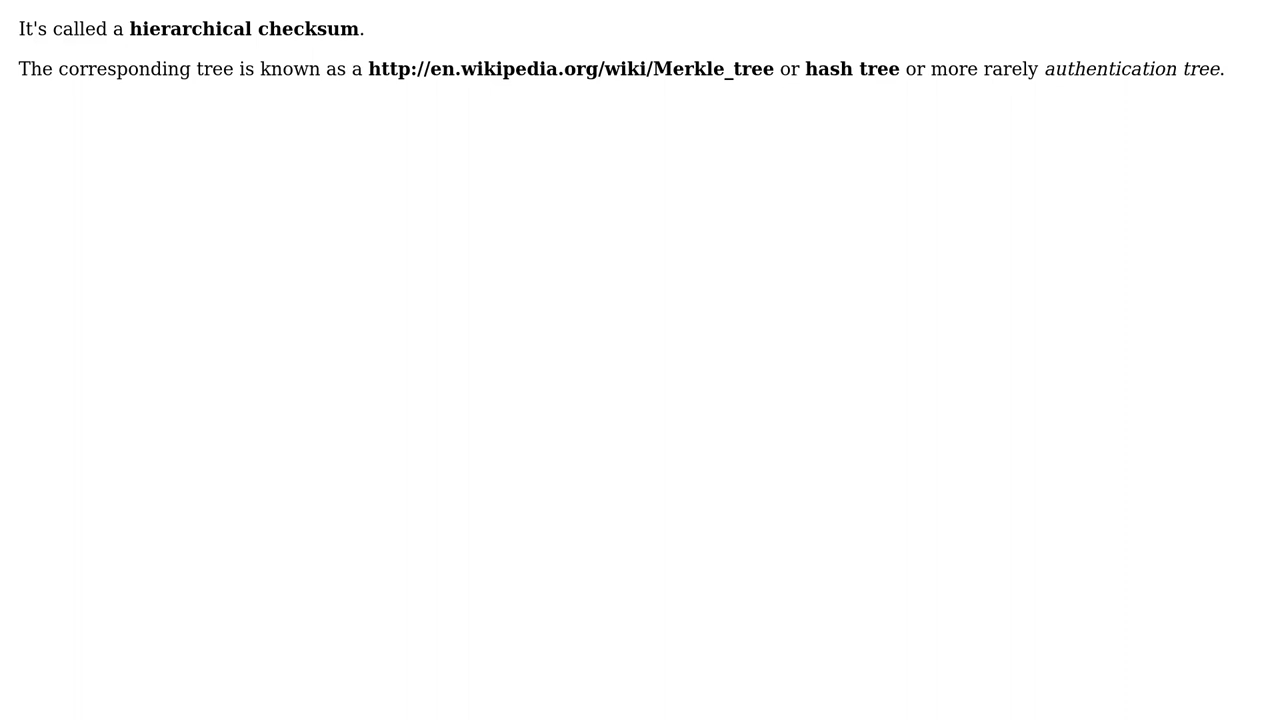 It's called a hierarchical checksum.
The corresponding tree is known as a http://en.wikipedia.org/wiki/Merkle_tree or hash tree or more rarely authentication tree.